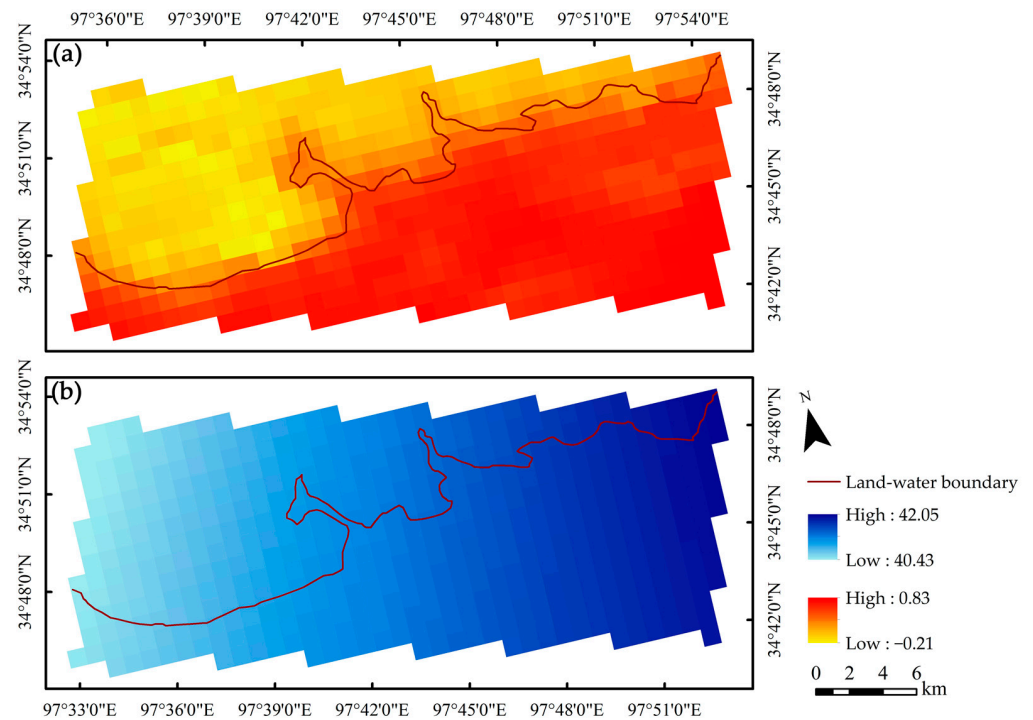 97°36'0"E 97°39'0"E 97°42'0"E 97°45'0"E 97°48'0"E 97°51'0"E 97°54'0"E
(a)
34°54'0"N
34°51'0"N
34°48'0"N
34°48'0"N
34°45'0"N
34°42'0"N
(b)
34°54'0"N
34°51'0"N
34°48'0"N
34°48'0"N
34°45'0"N
34°42'0"N
97°33'0"E 97°36'0"E 97°39'0"E 97°42'0"E 97°45'0"E 97°48'0"E 97°51'0"E
N
Land-water boundary
High : 42.05
Low : 40.43
High : 0.83
Low : −0.21
0 2 4 6
km